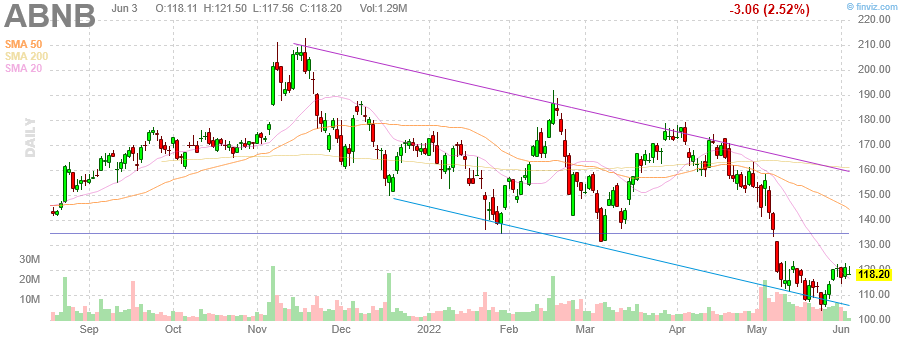 ABNB Jun 3 O:118.11 H:121.50 L:117.56 C:118.20 Vol:1.29M -3.06 (2.52%) © finviz.com
220.00
SMA 50 210.00
SMA 200
SMA 20 200.00
190.00
180.00
DAILY 170.00
160.00
150.00
140.00
130.00
30M 120.00
118.20
20M
10M 110.00
100.00
Sep Oct Nov Dec 2022 Feb Mar Apr May Jun